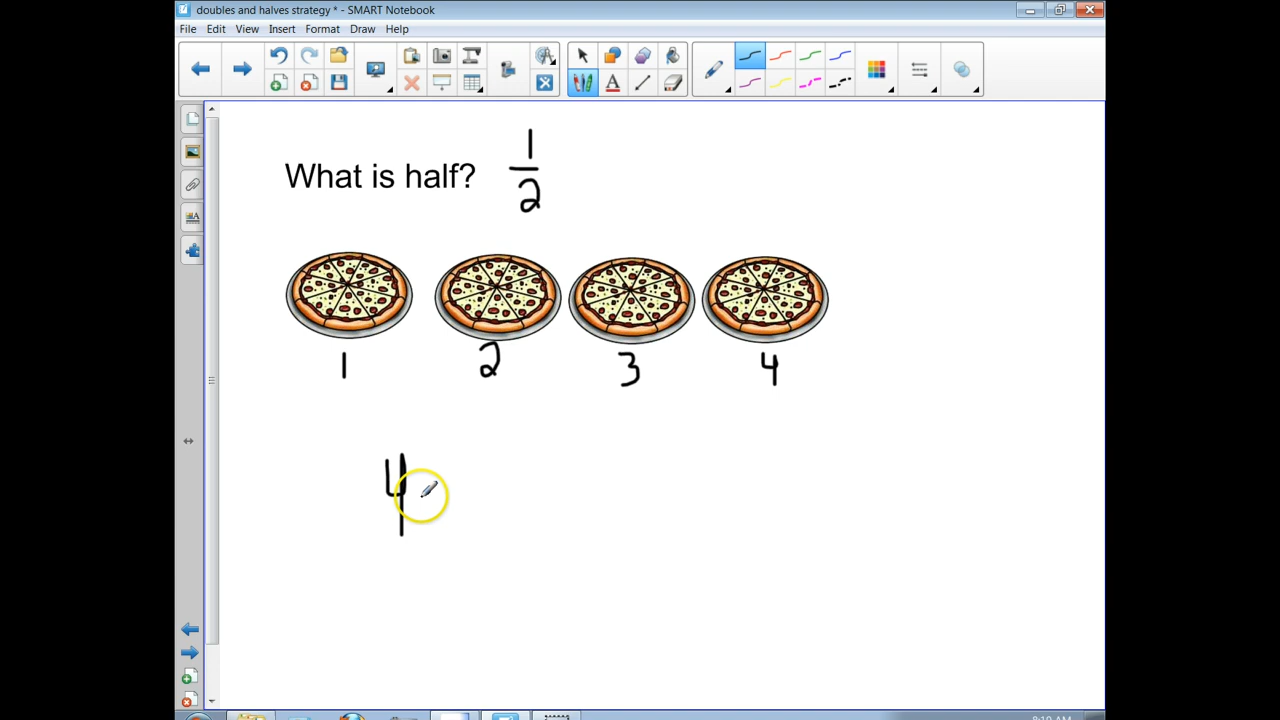 doubles and halves strategy * - SMART Notebook
File Edit View Insert Format Draw Help
What is half? 1/2
1 2 3 4
4